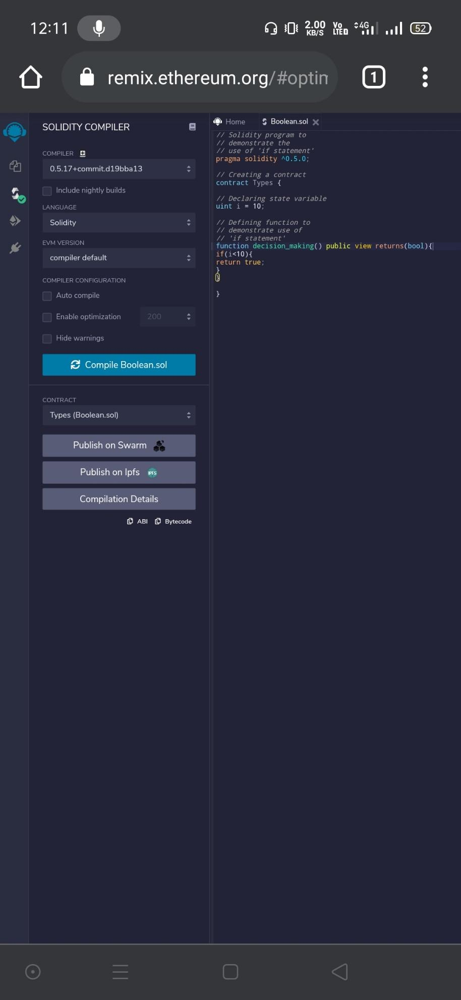 12:11
2.00
KB/S
Vo
LTE
4G
52
remix.ethereum.org/#optim
1
SOLIDITY COMPILER
COMPILER
0.5.17+commit.d19bba13
Include nightly builds
LANGUAGE
Solidity
EVM VERSION
compiler default
COMPILER CONFIGURATION
Auto compile
Enable optimization
200
Hide warnings
Compile Boolean.sol
CONTRACT
Types (Boolean.sol)
Publish on Swarm
Publish on Ipfs
IPFS
Compilation Details
ABI
Bytecode
Home
Boolean.sol
// Solidity program to
// demonstrate the
// use of 'if statement'
pragma solidity ^0.5.0;
// Creating a contract
contract Types {
// Declaring state variable
uint i = 10;
// Defining function to
// demonstrate use of
// 'if statement'
function decision_making() public view returns(bool){
if(i<10){
return true;
}
}
}